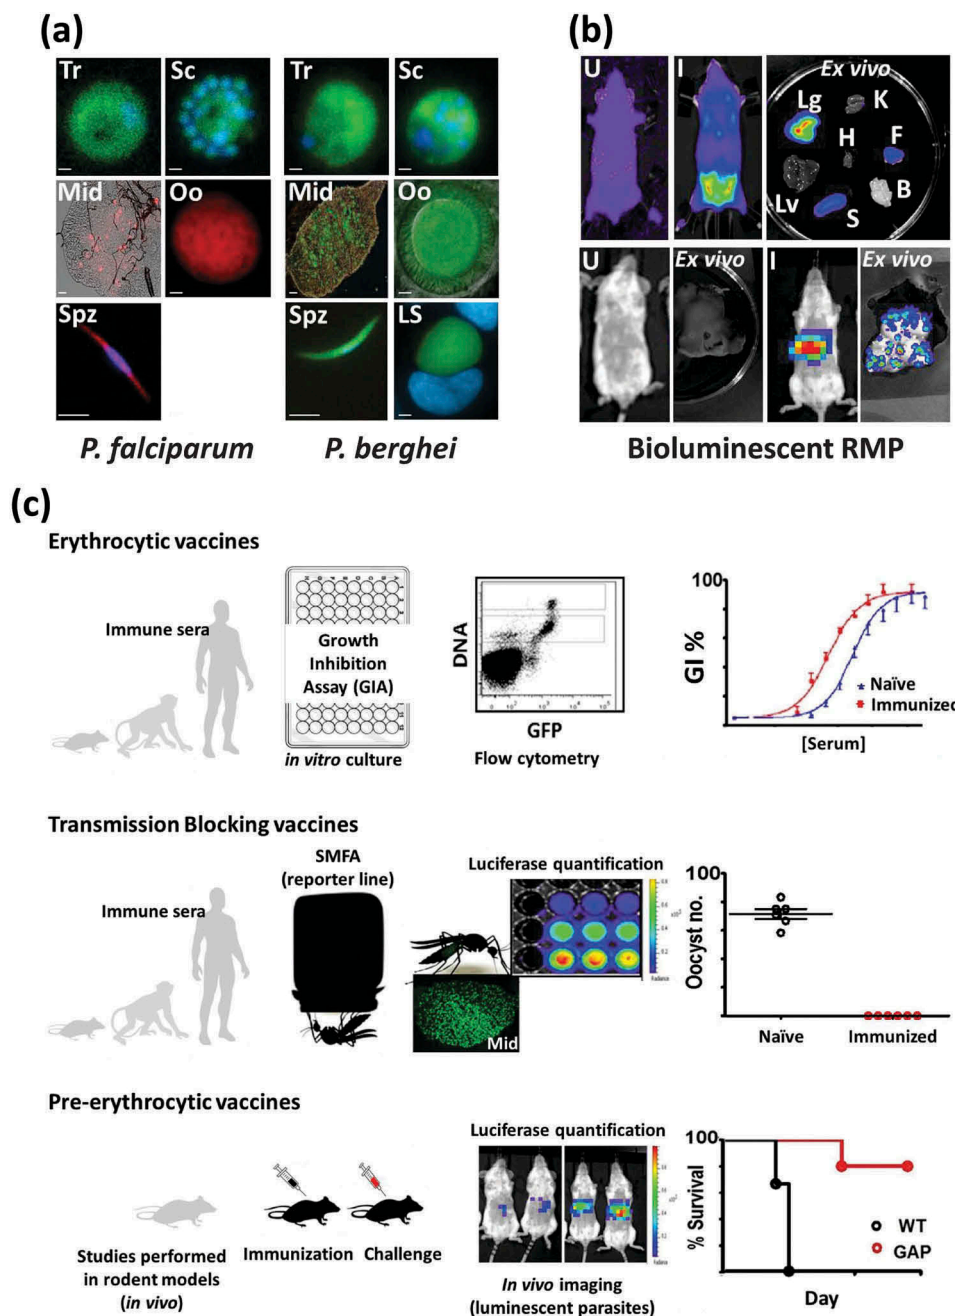 (a)
Tr
Sc
Tr
Sc
Mid
Oo
Mid
Oo
Spz
Spz
LS
P. falciparum
P. berghei
(b)
U
I
Ex vivo
Lg
K
H
F
Lv
S
B
U
Ex vivo
I
Ex vivo
Bioluminescent RMP
(c)
Erythrocytic vaccines
Immune sera
Growth
Inhibition
Assay (GIA)
in vitro culture
DNA
GFP
Flow cytometry
100
GI %
Naïve
Immunized
[Serum]
Transmission Blocking vaccines
Immune sera
SMFA
(reporter line)
Luciferase quantification
Radiance
Mid
100
Oocyst no.
Naïve
Immunized
Pre-erythrocytic vaccines
Studies performed
in rodent models
(in vivo)
Immunization
Challenge
Luciferase quantification
Radiance
In vivo imaging
(luminescent parasites)
100
% Survival
WT
GAP
Day